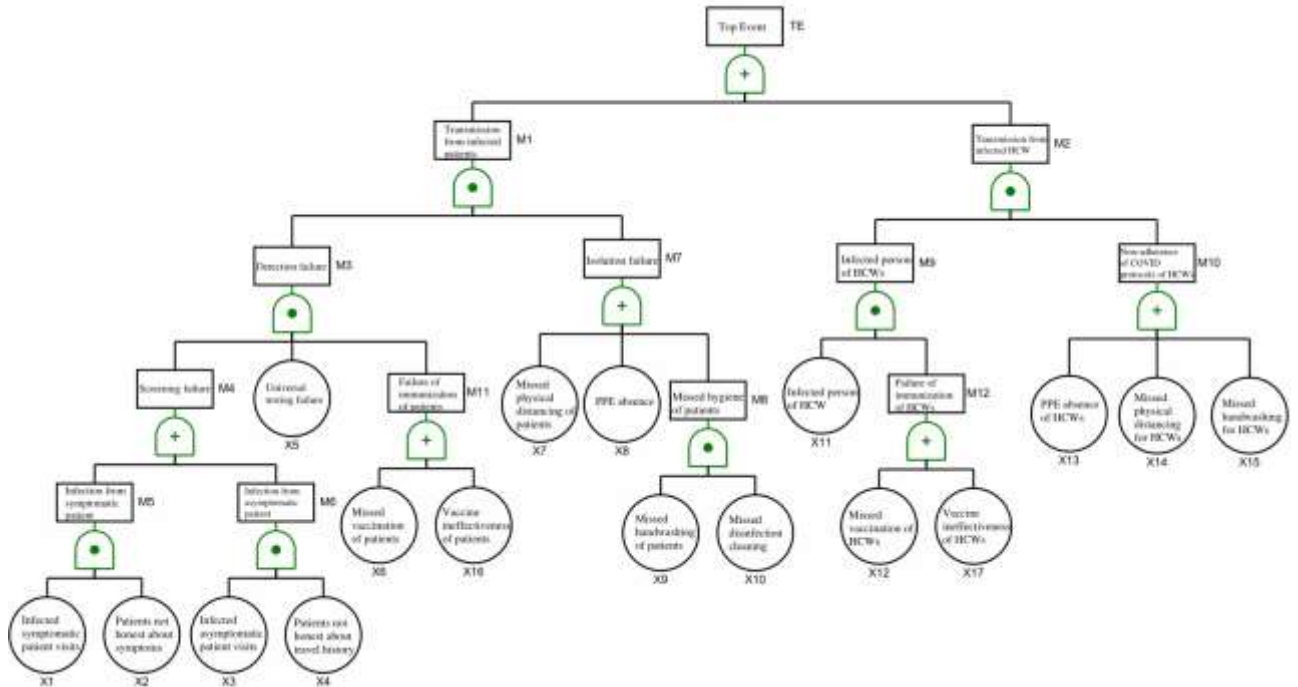 Top Event
TE
+
Transmission
from infected
patients
M1
Transmission from
infected HCW
M2
Detection failure
M3
Isolation failure
M7
Infected person
of HCWs
M9
Non-adherence
of COVID
protocols of HCWs
M10
+
+
Screening failure
M4
Universal
testing failure
X5
Failure of
immunization
of patients
M11
Missed
physical
distancing of
patients
X7
PPE absence
X8
Missed hygiene
of patients
M8
Infected person
of HCW
X11
Failure of
immunization
of HCWs
M12
PPE absence
of HCWs
X13
Missed
physical
distancing
for HCWs
X14
Missed
handwashing
for HCWs
X15
+
+
+
Infection from
symptomatic
patient
M5
Infection from
asymptomatic
patient
M6
Missed
vaccination
of patients
X6
Vaccine
ineffectiveness
of patients
X16
Missed
handwashing
of patients
X9
Missed
disinfection
cleaning
X10
Missed
vaccination of
HCWs
X12
Vaccine
ineffectiveness
of HCWs
X17
Infected
symptomatic
patient visits
X1
Patients not
honest about
symptoms
X2
Infected
asymptomatic
patient visits
X3
Patients not
honest about
travel history
X4